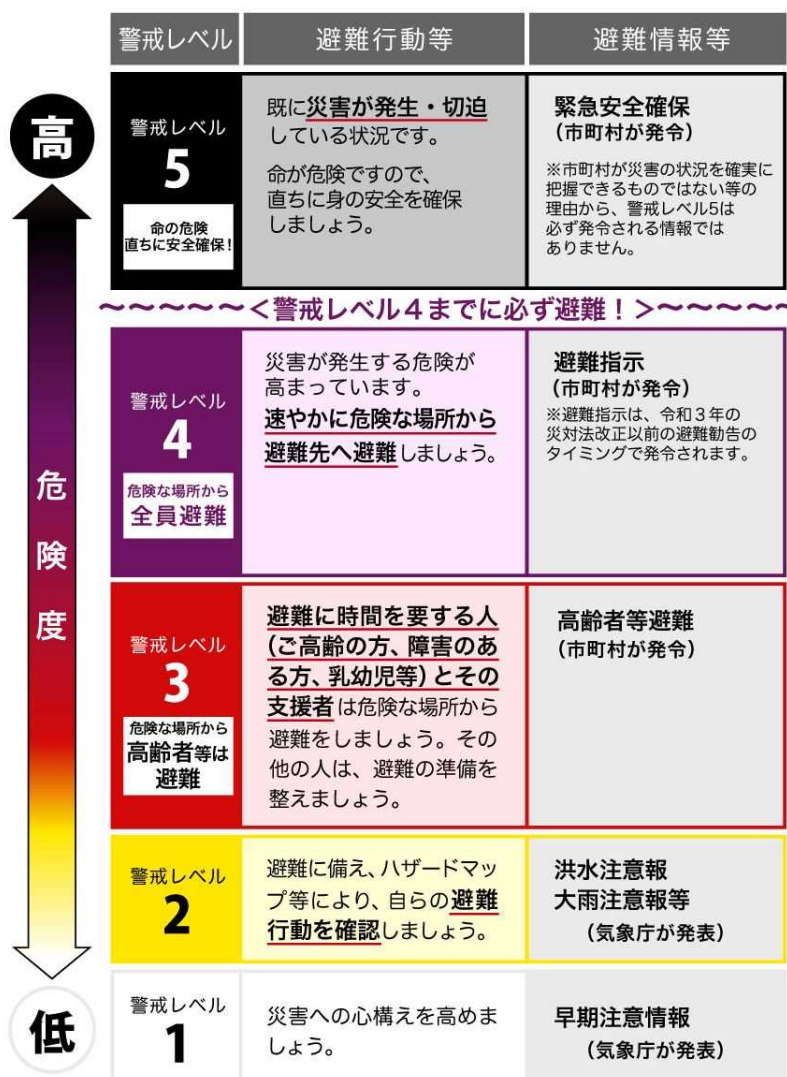 警戒レベル
避難行動等
避難情報等
高
危険度
低
警戒レベル
5
命の危険
直ちに安全確保!
既に災害が発生・切迫
している状況です。
命が危険ですので、
直ちに身の安全を確保
しましょう。
緊急安全確保
(市町村が発令)
※市町村が災害の状況を確実に
把握できるものではない等の
理由から、警戒レベル5は
必ず発令される情報では
ありません。
~~~~~<警戒レベル4までに必ず避難!>~~~~~
警戒レベル
4
危険な場所から
全員避難
災害が発生する危険が
高まっています。
速やかに危険な場所から
避難先へ避難しましょう。
避難指示
(市町村が発令)
※避難指示は、令和3年の
災対法改正以前の避難勧告の
タイミングで発令されます。
警戒レベル
3
危険な場所から
高齢者等は
避難
避難に時間を要する人
(ご高齢の方、障害のあ
る方、乳幼児等)とその
支援者は危険な場所から
避難をしましょう。その
他の人は、避難の準備を
整えましょう。
高齢者等避難
(市町村が発令)
警戒レベル
2
避難に備え、ハザードマッ
プ等により、自らの避難
行動を確認しましょう。
洪水注意報
大雨注意報等
(気象庁が発表)
警戒レベル
1
災害への心構えを高めま
しょう。
早期注意情報
(気象庁が発表)